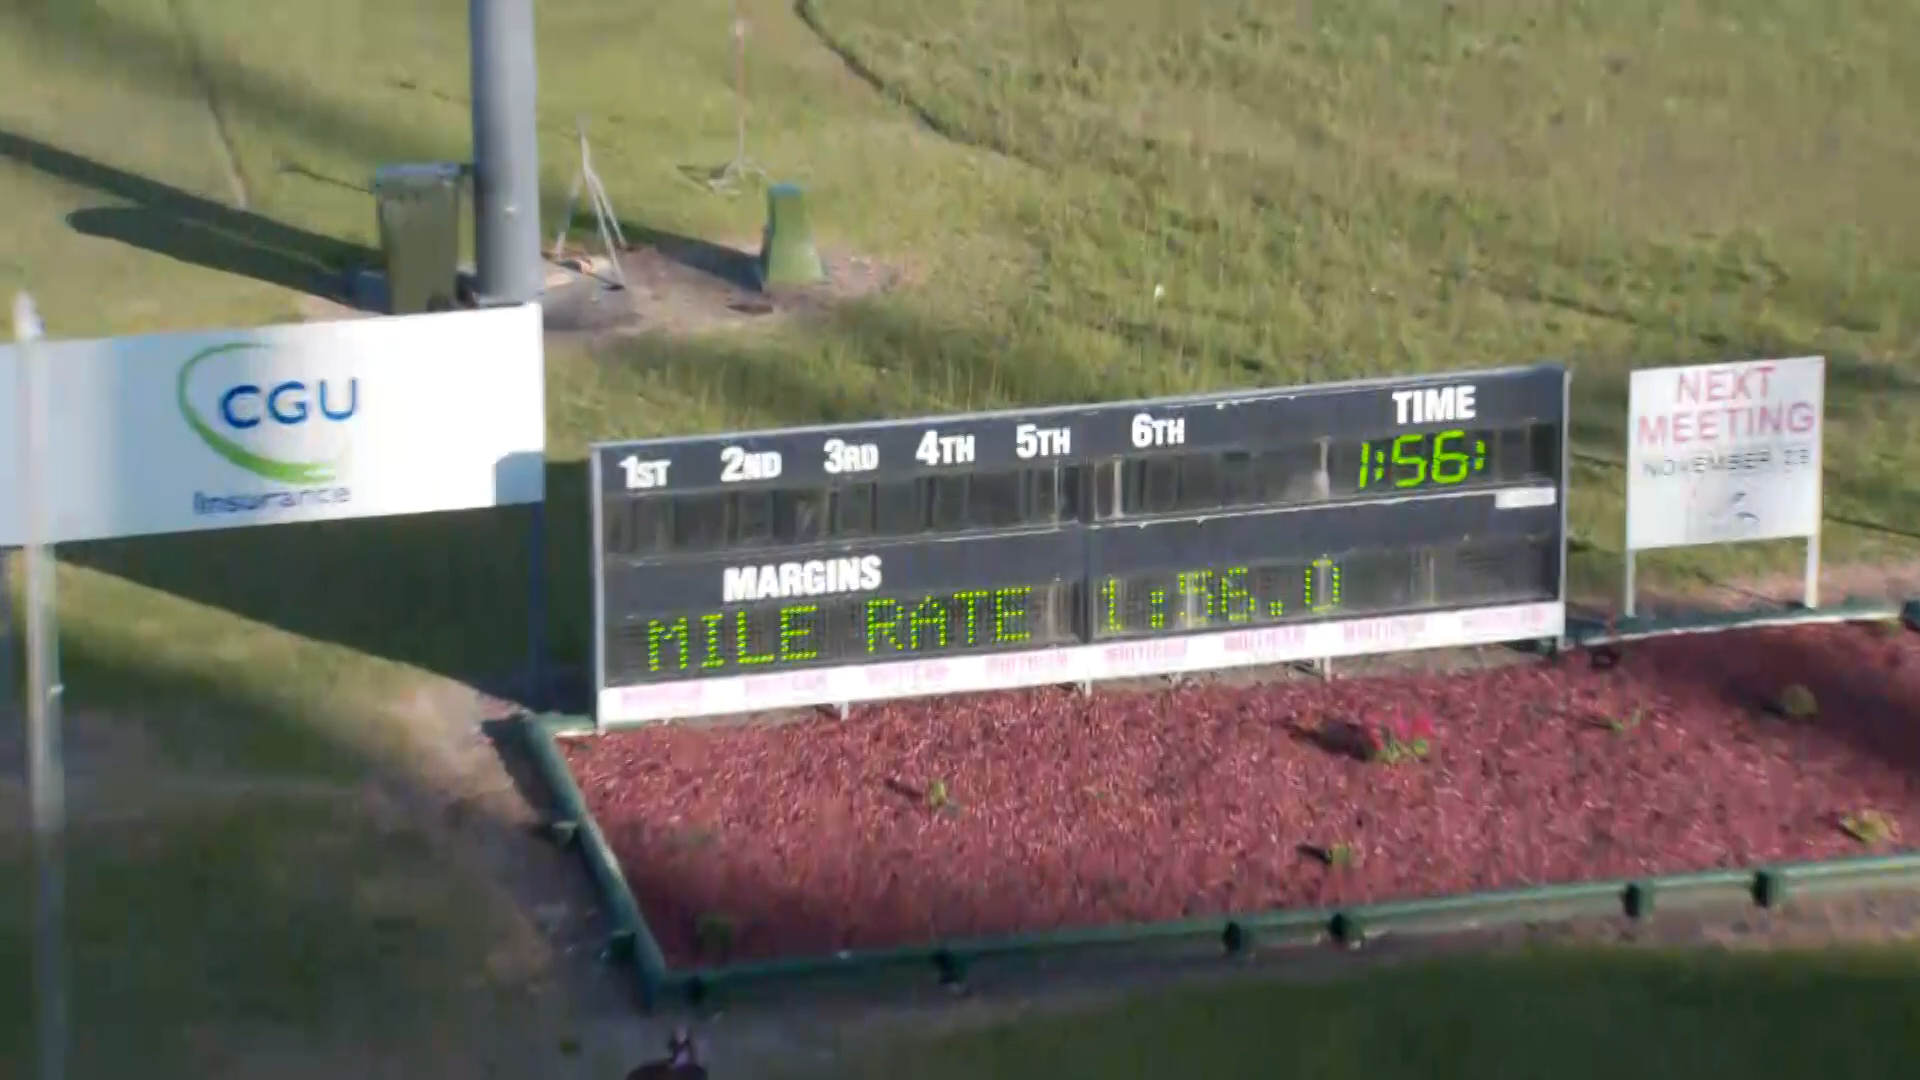 CGU
Insurance
1ST 2ND 3RD 4TH 5TH 6TH TIME
1:56:
MARGINS
MILE RATE 1:56.0
NEXT
MEETING
NOVEMBER 23